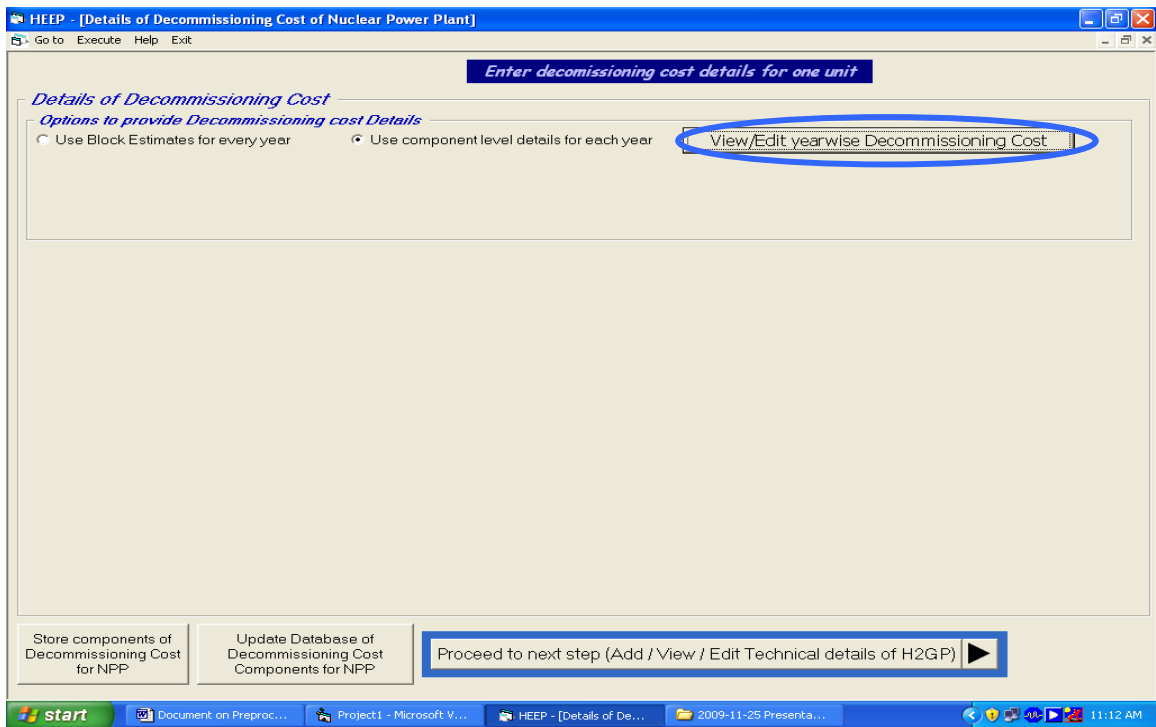 HEEP - [Details of Decommissioning Cost of Nuclear Power Plant]
Go to Execute Help Exit
Enter decomissioning cost details for one unit
Details of Decommissioning Cost
Options to provide Decommissioning cost Details
Use Block Estimates for every year Use component level details for each year View/Edit yearwise Decommissioning Cost
Store components of
Decommissioning Cost
for NPP
Update Database of
Decommissioning Cost
Components for NPP
Proceed to next step (Add / View / Edit Technical details of H2GP)
start Document on Preproc... Project1 - Microsoft V... HEEP - [Details of De... 2009-11-25 Presenta... 11:12 AM